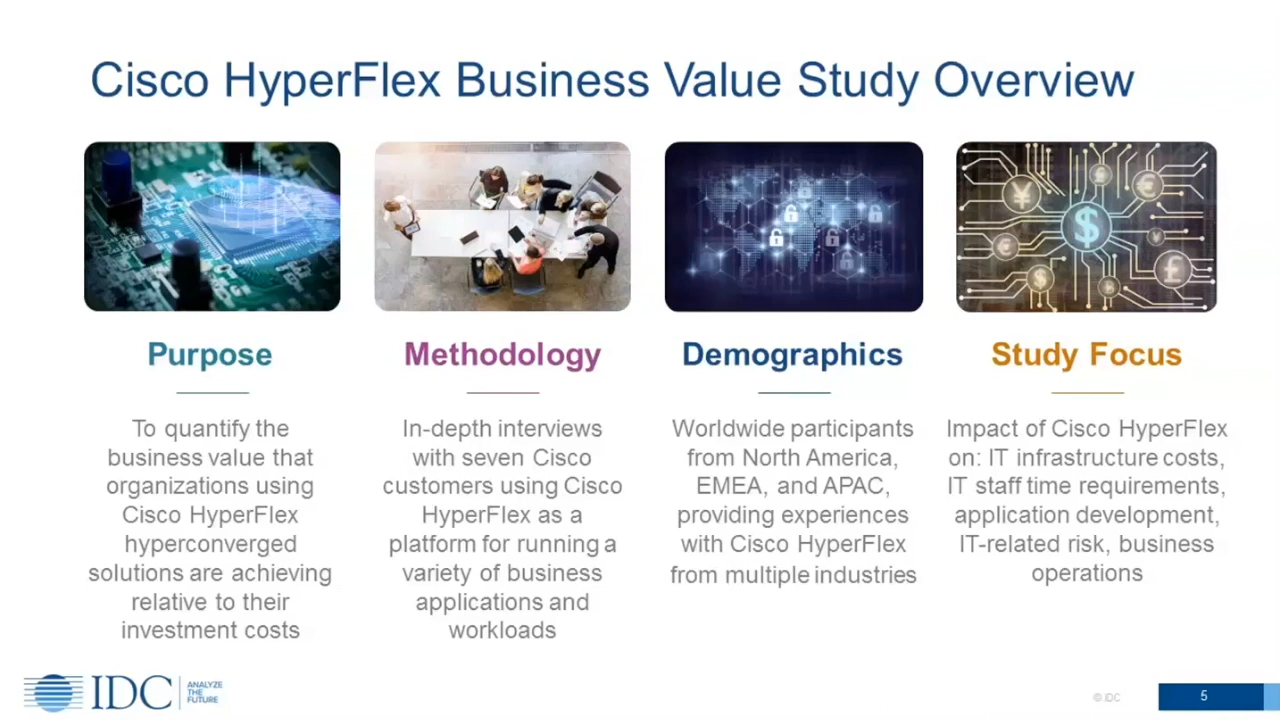 Cisco HyperFlex Business Value Study Overview
Purpose
To quantify the
business value that
organizations using
Cisco HyperFlex
hyperconverged
solutions are achieving
relative to their
investment costs
Methodology
In-depth interviews
with seven Cisco
customers using Cisco
HyperFlex as a
platform for running a
variety of business
applications and
workloads
Demographics
Worldwide participants
from North America,
EMEA, and APAC,
providing experiences
with Cisco HyperFlex
from multiple industries
Study Focus
Impact of Cisco HyperFlex
on: IT infrastructure costs,
IT staff time requirements,
application development,
IT-related risk, business
operations
IDC
ANALYZE
THE
FUTURE
© IDC
5